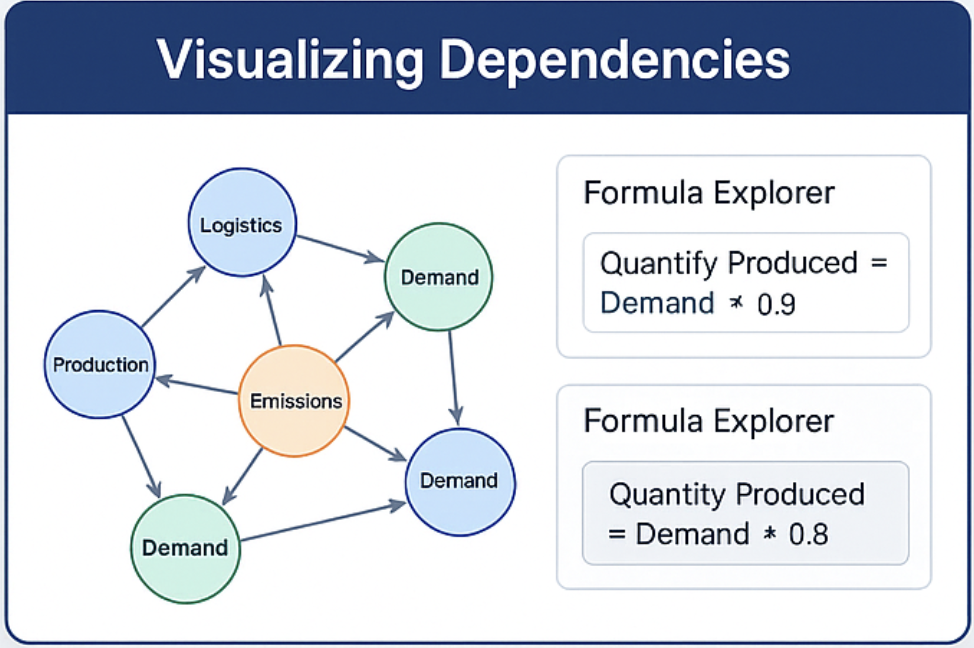 Visualizing Dependencies
Logistics
Demand
Production
Emissions
Demand
Demand
Formula Explorer
Quantify Produced =
Demand * 0.9
Formula Explorer
Quantity Produced
= Demand * 0.8